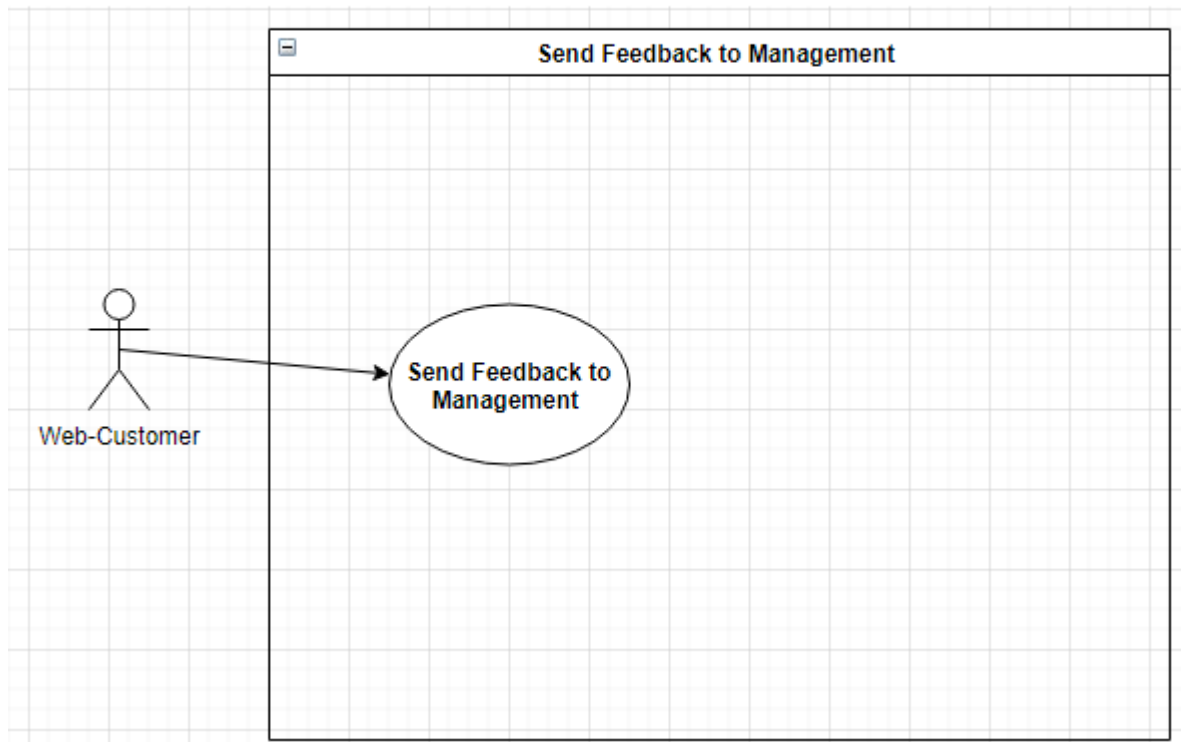 Send Feedback to Management
Send Feedback to
Management
Web-Customer